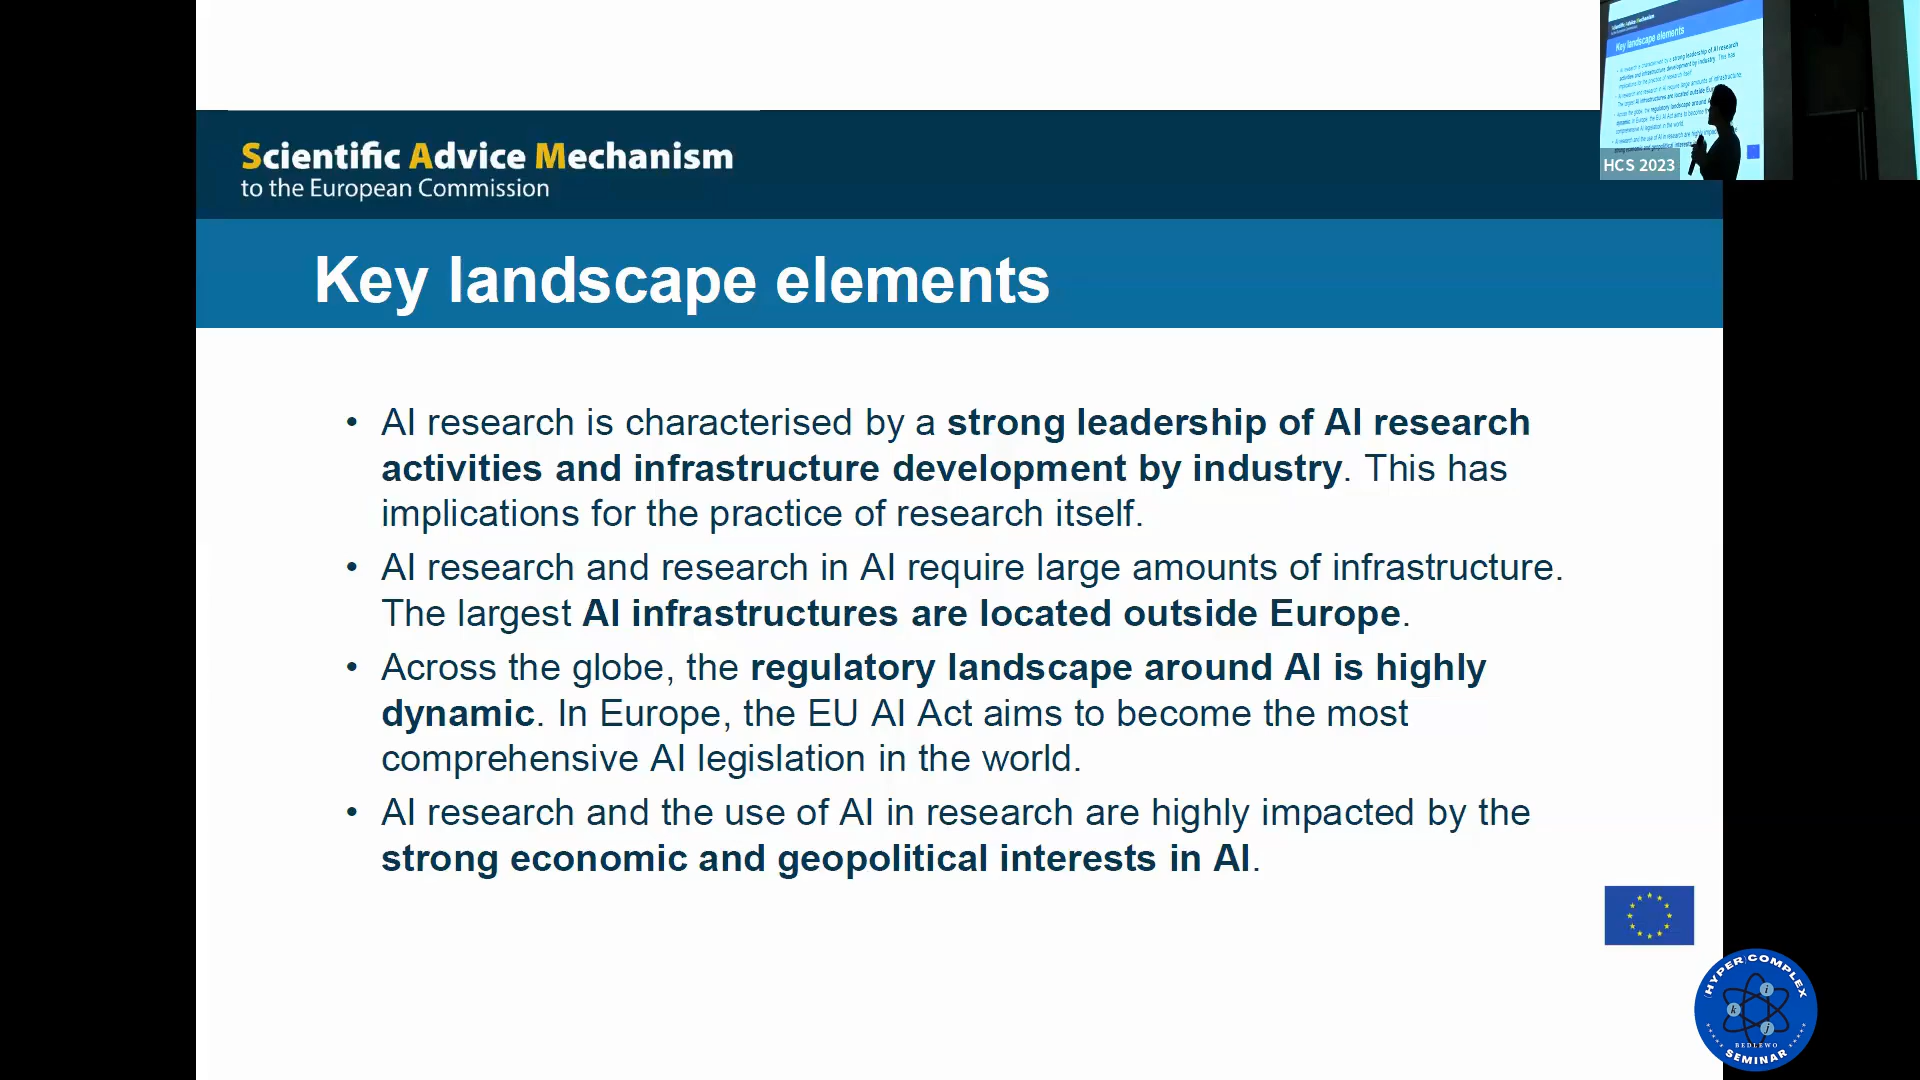 Scientific Advice Mechanism
to the European Commission
Key landscape elements
• AI research is characterised by a strong leadership of AI research
activities and infrastructure development by industry. This has
implications for the practice of research itself.
• AI research and research in AI require large amounts of infrastructure.
The largest AI infrastructures are located outside Europe.
• Across the globe, the regulatory landscape around AI is highly
dynamic. In Europe, the EU AI Act aims to become the most
comprehensive AI legislation in the world.
• AI research and the use of AI in research are highly impacted by the
strong economic and geopolitical interests in AI.
Key landscape elements
HCS 2023
HYPERCOMPLEX
i
k
j
BEDLEWO
SEMINAR